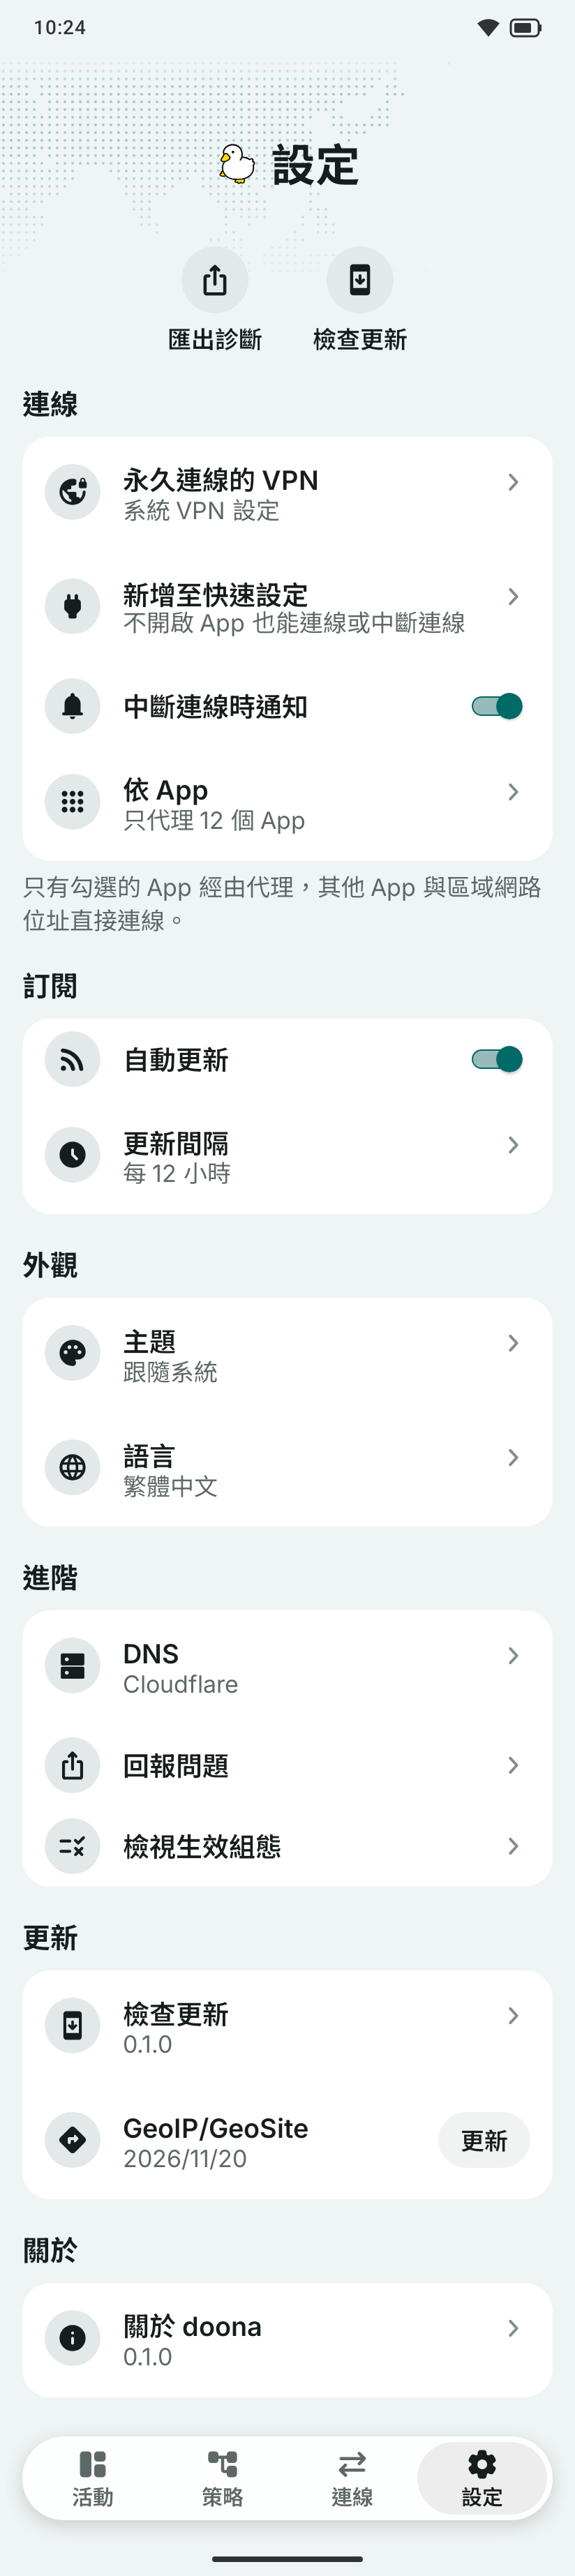 10:24
設定
匯出診斷
檢查更新
連線
永久連線的 VPN
系統 VPN 設定
新增至快速設定
不開啟 App 也能連線或中斷連線
中斷連線時通知
依 App
只代理 12 個 App
只有勾選的 App 經由代理，其他 App 與區域網路
位址直接連線。
訂閱
自動更新
更新間隔
每 12 小時
外觀
主題
跟隨系統
語言
繁體中文
進階
DNS
Cloudflare
回報問題
檢視生效組態
更新
檢查更新
0.1.0
GeoIP/GeoSite
2026/11/20
更新
關於
關於 doona
0.1.0
活動
策略
連線
設定